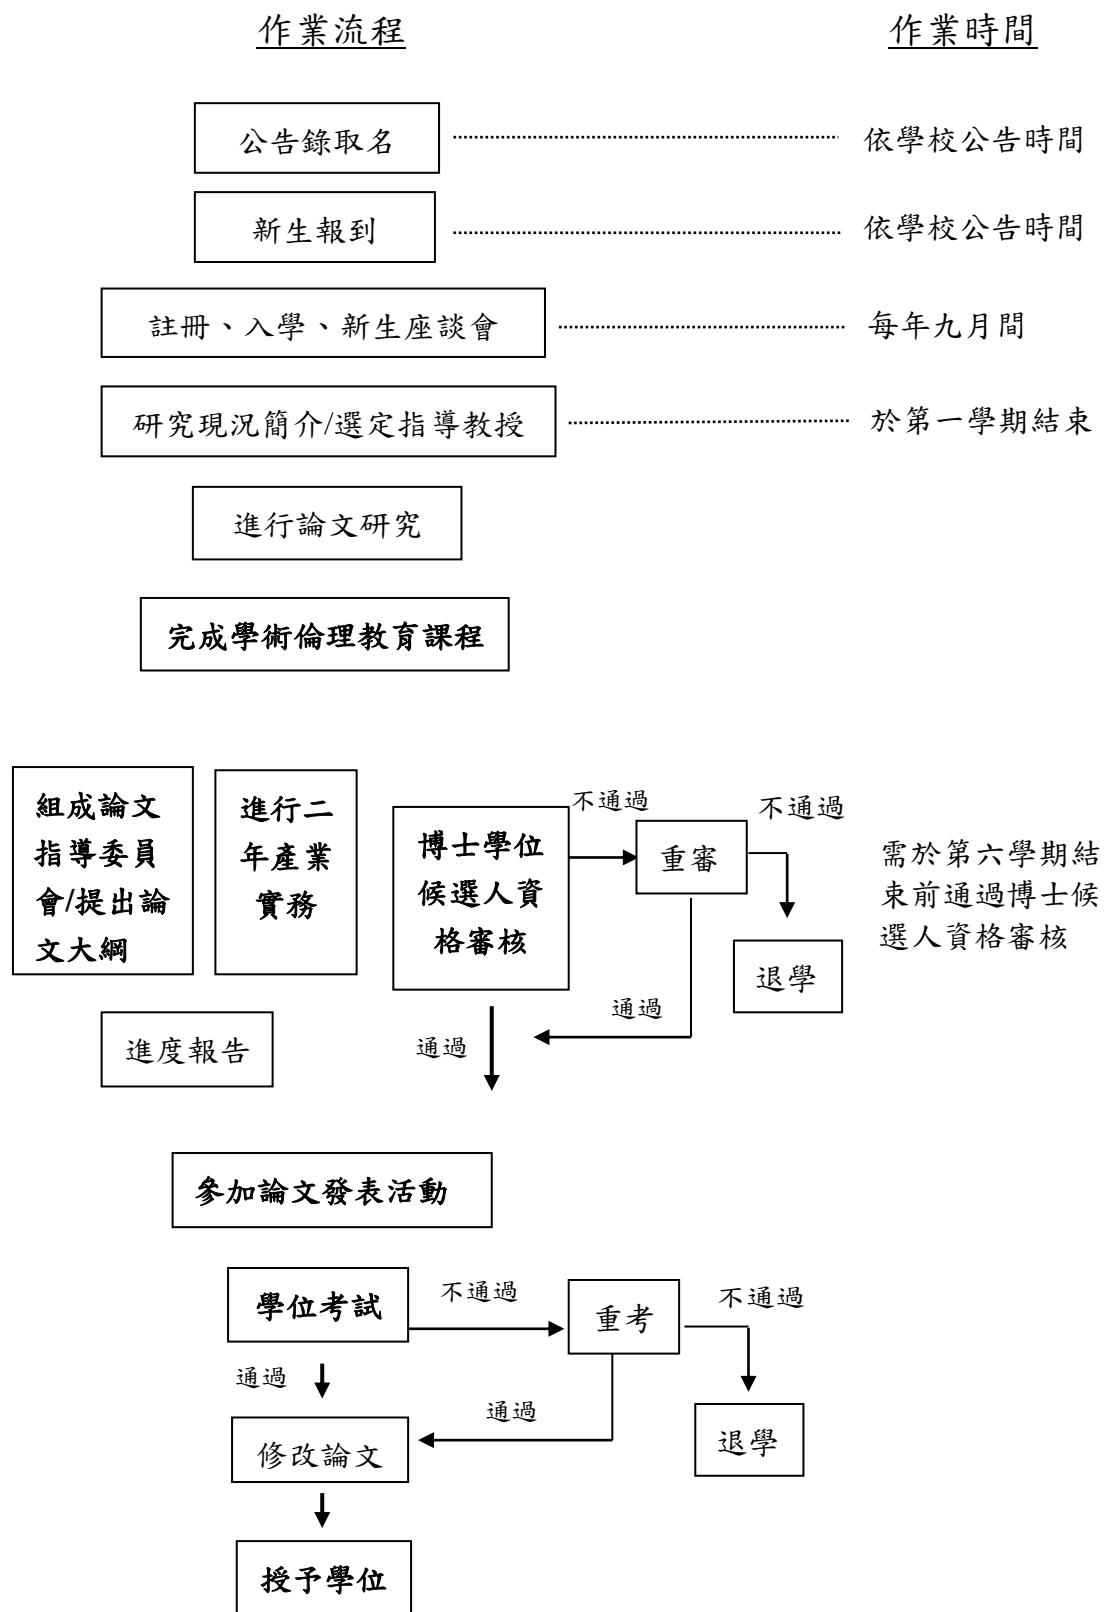 作業流程
作業時間
公告錄取名
依學校公告時間
新生報到
依學校公告時間
註冊、入學、新生座談會
每年九月間
研究現況簡介/選定指導教授
於第一學期結束
進行論文研究
完成學術倫理教育課程
組成論文
指導委員
會/提出論
文大綱
進行二
年產業
實務
博士學位
候選人資
格審核
不通過
重審
不通過
退學
需於第六學期結
束前通過博士候
選人資格審核
通過
通過
進度報告
參加論文發表活動
學位考試
不通過
重考
不通過
通過
通過
退學
修改論文
授予學位